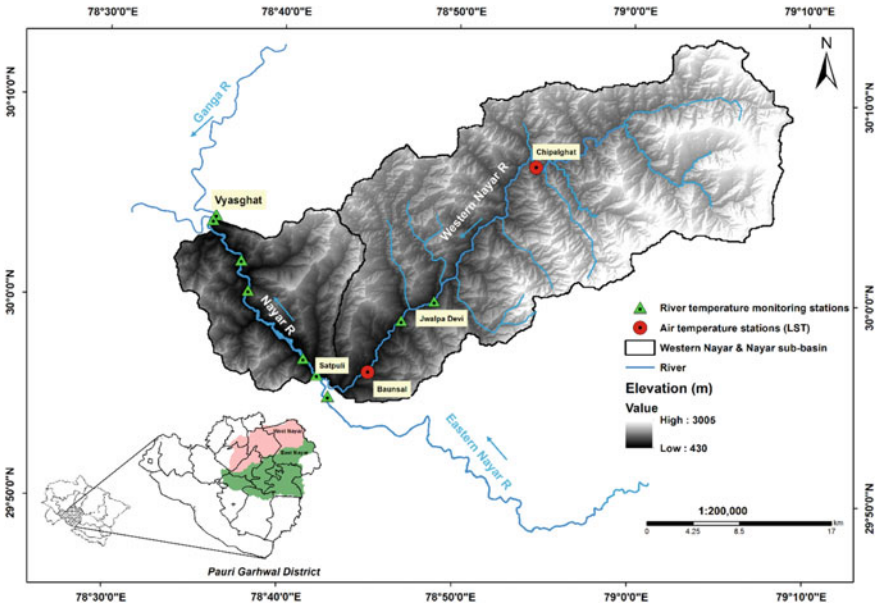 78°30'0"E 78°40'0"E 78°50'0"E 79°0'0"E 79°10'0"E
N
30°10'0"N 30°10'0"N
Ganga R
Chipalghat
Western Nayar R
Vyasghat
30°0'0"N 30°0'0"N
Nayar R
Jwalpa Devi
Satpuli
Baunsal
River temperature monitoring stations
Air temperature stations (LST)
Western Nayar & Nayar sub-basin
River
Elevation (m)
Value
High : 3005
Low : 430
West Nayar
East Nayar
Eastern Nayar R
29°50'0"N 29°50'0"N
1:200,000
0 4.25 8.5 17 km
Pauri Garhwal District
78°30'0"E 78°40'0"E 78°50'0"E 79°0'0"E 79°10'0"E